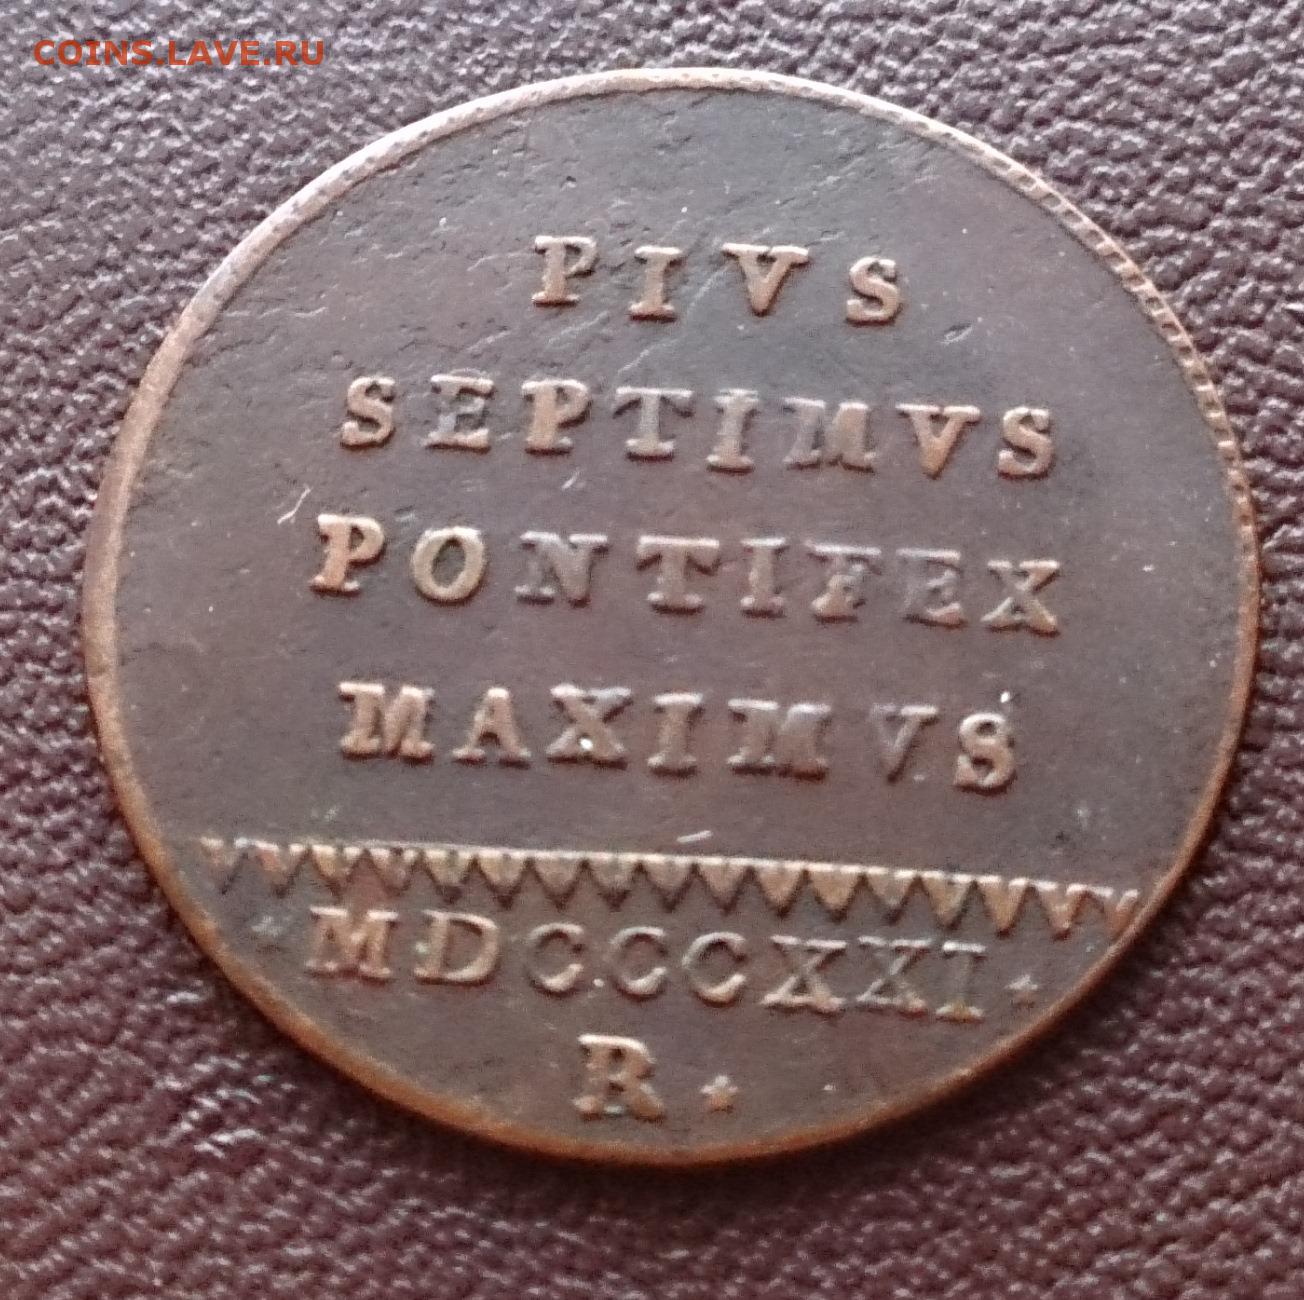 COINS.LAVE.RU
PIVS
SEPTIMVS
PONTIFEX
MAXIMVS
MDCCCXXI.
R.